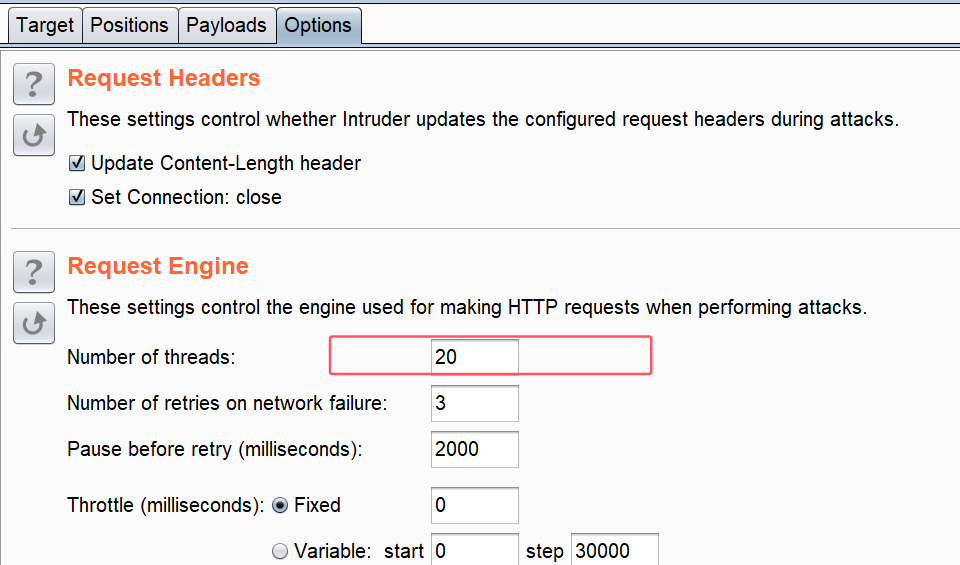 Target Positions Payloads Options
? Request Headers
These settings control whether Intruder updates the configured request headers during attacks.
Update Content-Length header
Set Connection: close
? Request Engine
These settings control the engine used for making HTTP requests when performing attacks.
Number of threads: 20
Number of retries on network failure: 3
Pause before retry (milliseconds): 2000
Throttle (milliseconds): Fixed 0
Variable: start 0 step 30000